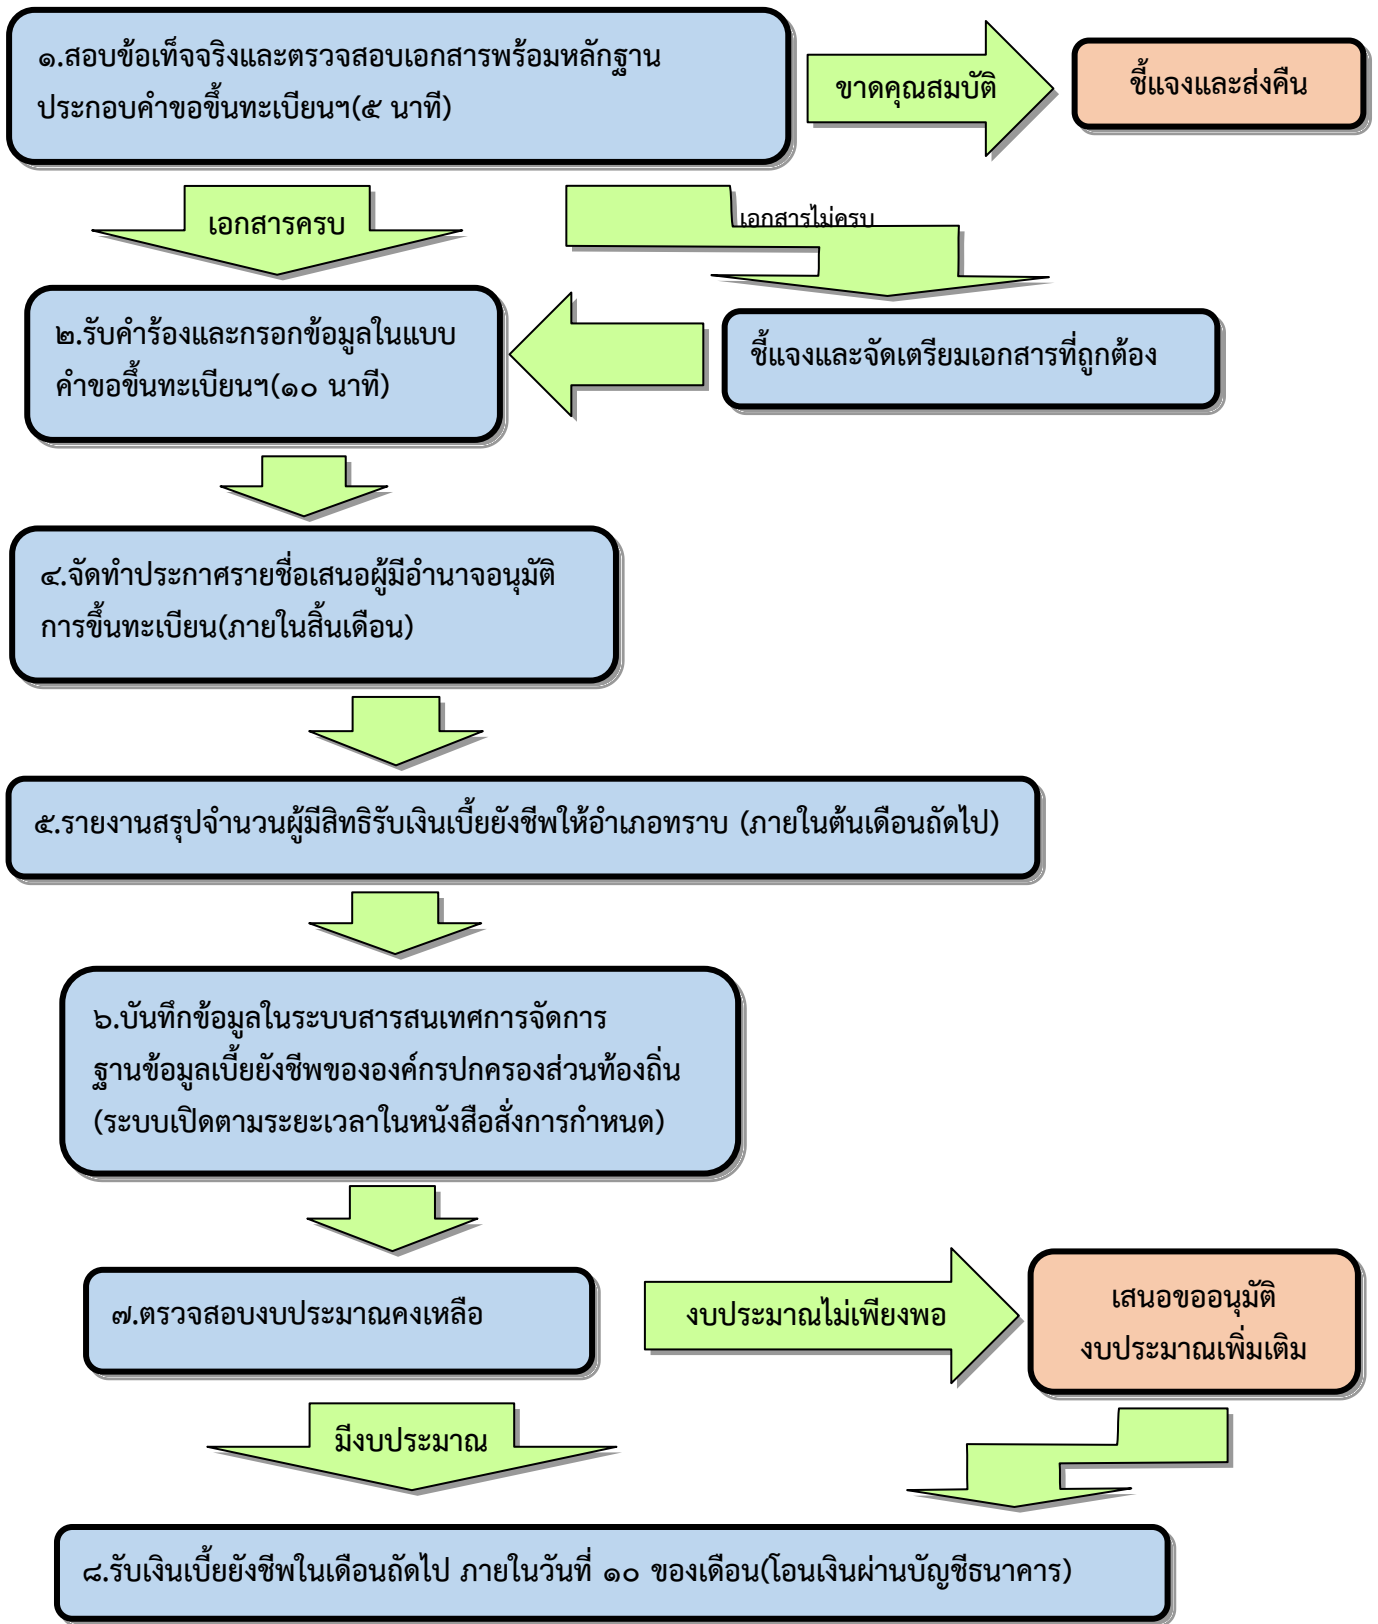 ๑.สอบข้อเท็จจริงและตรวจสอบเอกสารพร้อมหลักฐาน
ประกอบคำขอขึ้นทะเบียนฯ(๕ นาที)
ขาดคุณสมบัติ
ชี้แจงและส่งคืน
เอกสารครบ
เอกสารไม่ครบ
๒.รับคำร้องและกรอกข้อมูลในแบบ
คำขอขึ้นทะเบียนฯ(๑๐ นาที)
ชี้แจงและจัดเตรียมเอกสารที่ถูกต้อง
๔.จัดทำประกาศรายชื่อเสนอผู้มีอำนาจอนุมัติ
การขึ้นทะเบียน(ภายในสิ้นเดือน)
๕.รายงานสรุปจำนวนผู้มีสิทธิรับเงินเบี้ยยังชีพให้อำเภอทราบ (ภายในต้นเดือนถัดไป)
๖.บันทึกข้อมูลในระบบสารสนเทศการจัดการ
ฐานข้อมูลเบี้ยยังชีพขององค์กรปกครองส่วนท้องถิ่น
(ระบบเปิดตามระยะเวลาในหนังสือสั่งการกำหนด)
๗.ตรวจสอบงบประมาณคงเหลือ
งบประมาณไม่เพียงพอ
เสนอขออนุมัติ
งบประมาณเพิ่มเติม
มีงบประมาณ
๘.รับเงินเบี้ยยังชีพในเดือนถัดไป ภายในวันที่ ๑๐ ของเดือน(โอนเงินผ่านบัญชีธนาคาร)